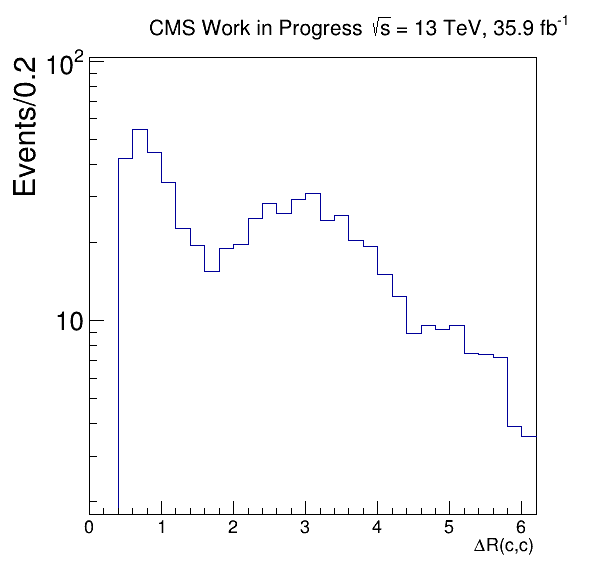 CMS Work in Progress √s = 13 TeV, 35.9 fb⁻¹
Events/0.2
10²
10
0 1 2 3 4 5 6
ΔR(c,c)